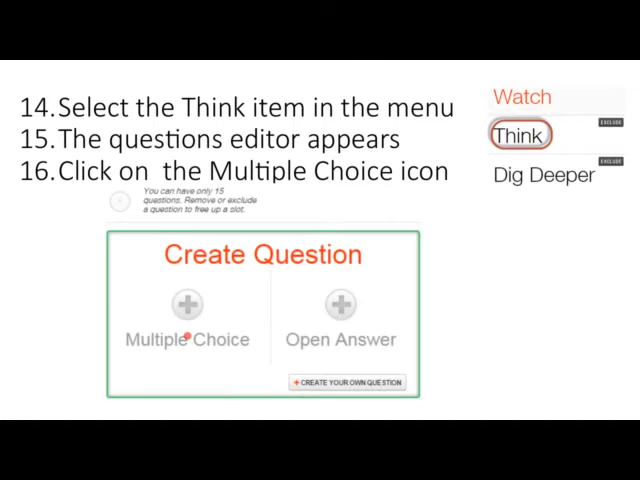 14. Select the Think item in the menu
15. The questions editor appears
16. Click on the Multiple Choice icon
Watch
EXCLUDE
Think
EXCLUDE
Dig Deeper
You can have only 15
questions. Remove or exclude
a question to free up a slot.
Create Question
Multiple Choice
Open Answer
+ CREATE YOUR OWN QUESTION